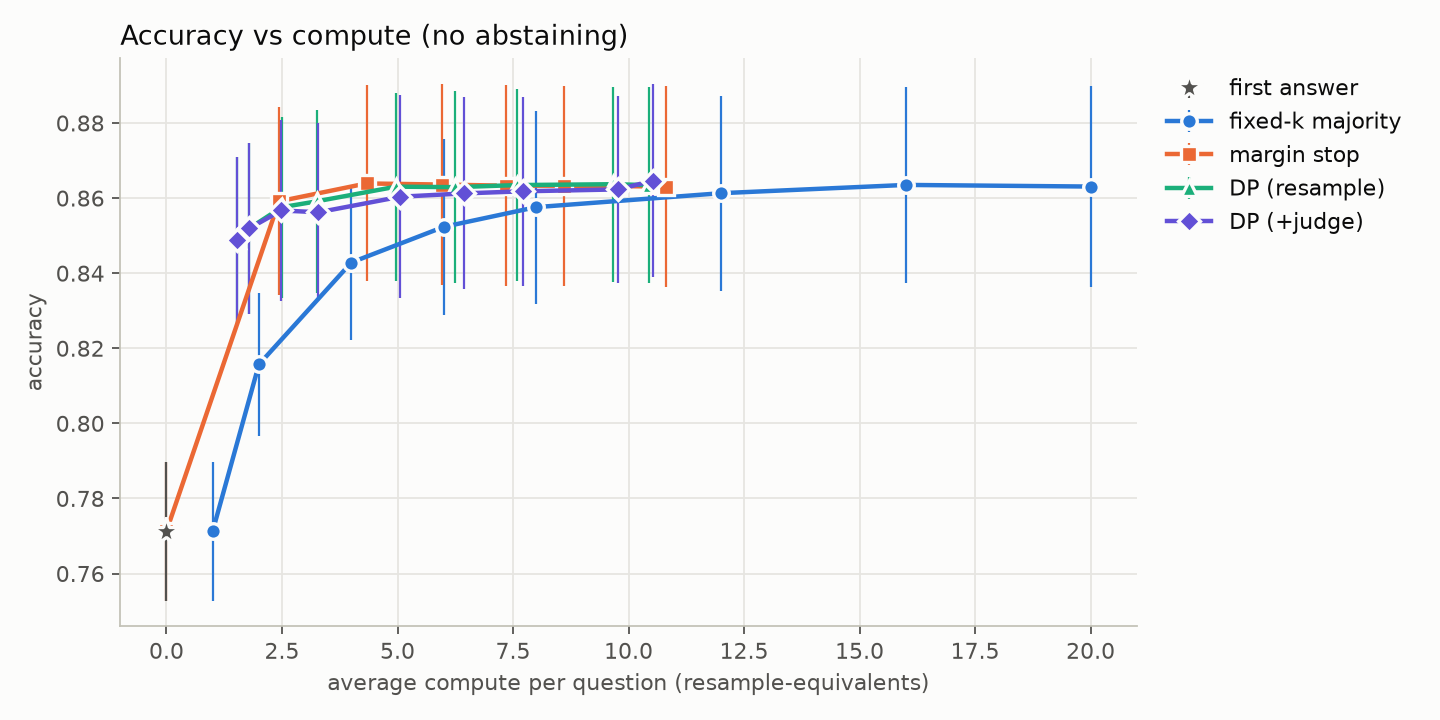 Accuracy vs compute (no abstaining)
first answer
fixed-k majority
margin stop
DP (resample)
DP (+judge)
accuracy
0.88
0.86
0.84
0.82
0.80
0.78
0.76
0.0 2.5 5.0 7.5 10.0 12.5 15.0 17.5 20.0
average compute per question (resample-equivalents)